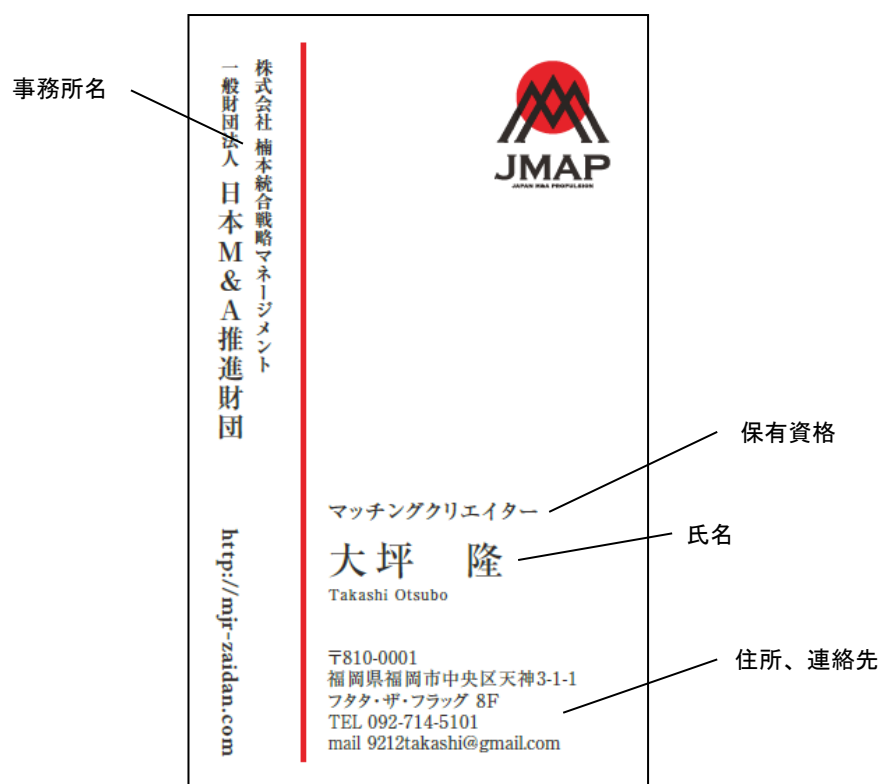 事務所名
株式会社 楠本統合戦略マネージメント
一般財団法人 日本M&A推進財団
http://mjr-zaidan.com
JMAP
JAPAN M&A PROPULSION
保有資格
マッチングクリエイター
氏名
大坪 隆
Takashi Otsubo
住所、連絡先
〒810-0001
福岡県福岡市中央区天神3-1-1
フタタ・ザ・フラッグ 8F
TEL 092-714-5101
mail 9212takashi@gmail.com